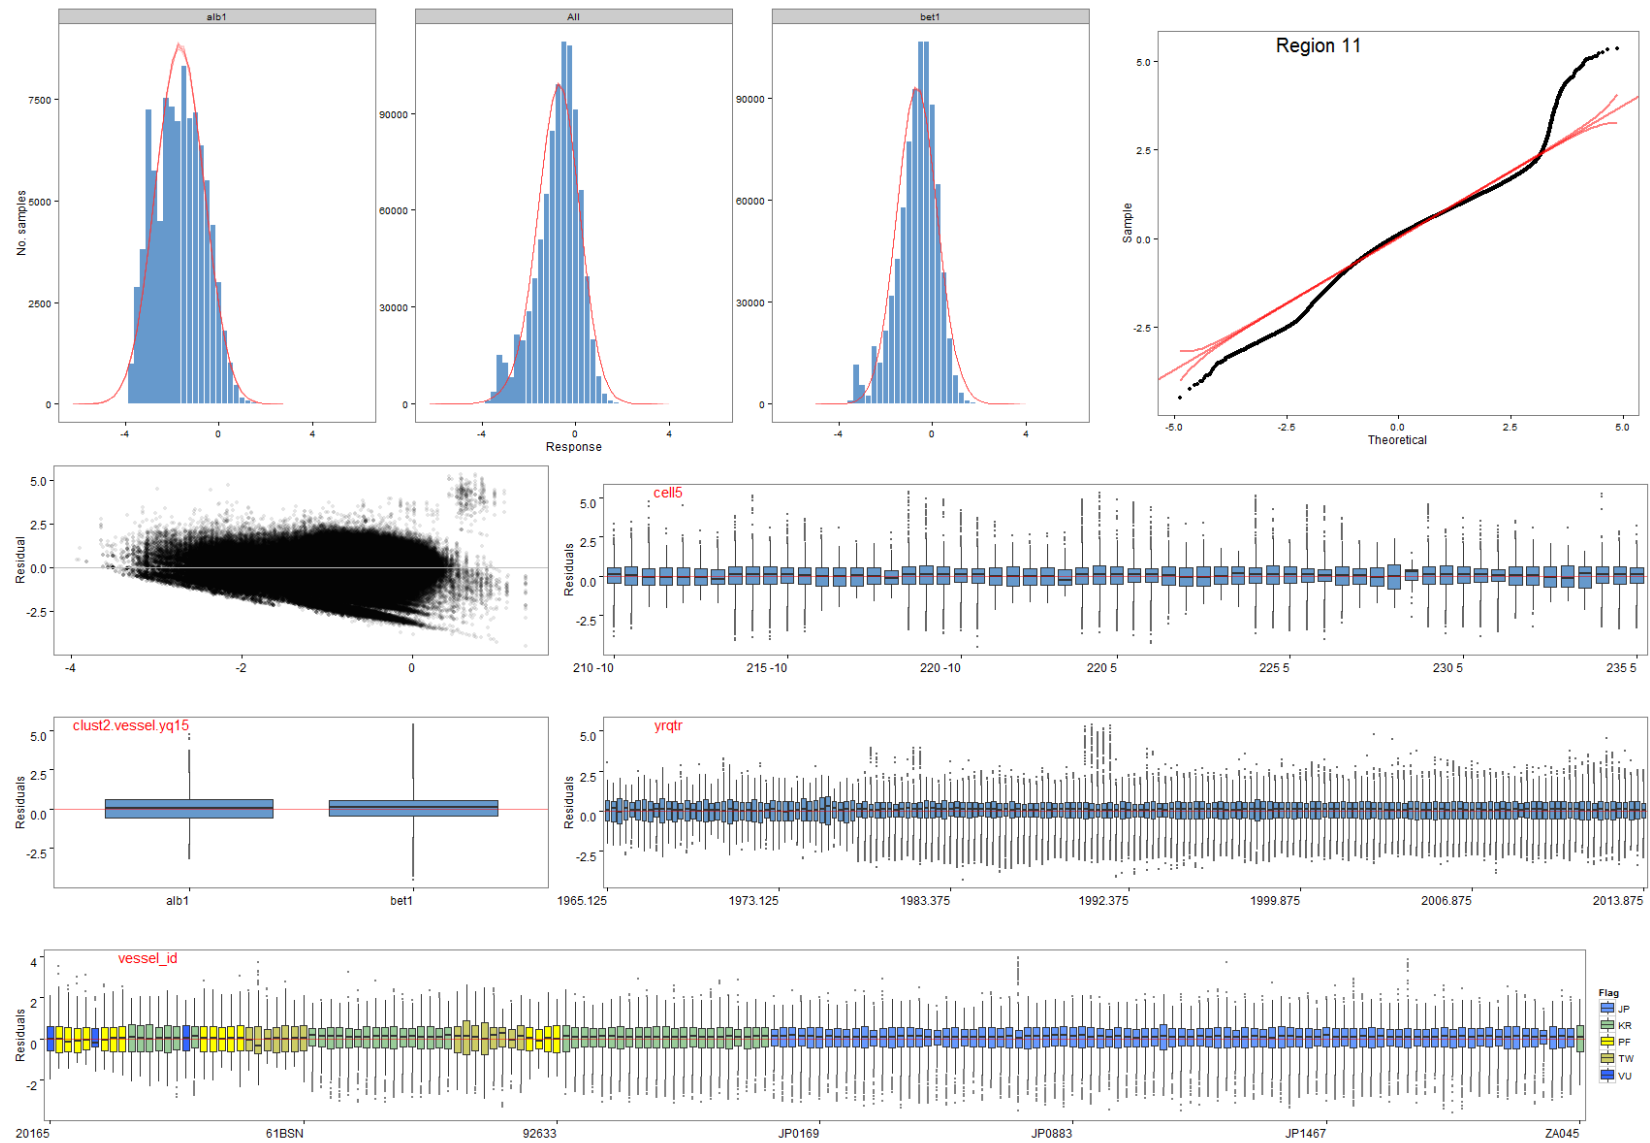 alb1
All
bet1
Region 11
No. samples
7500
5000
2500
0
90000
60000
30000
0
90000
60000
30000
0
-4 0 4
-4 0 4
-4 0 4
Response
Sample
5.0
2.5
0.0
-2.5
-5.0 -2.5 0.0 2.5 5.0
Theoretical
Residual
5.0
2.5
0.0
-2.5
-4 -2 0
cell5
Residuals
5.0
2.5
0.0
-2.5
210 -10 215 -10 220 -10 220 5 225 5 230 5 235 5
clust2.vessel.yq15
Residuals
5.0
2.5
0.0
-2.5
alb1 bet1
yrqtr
Residuals
5.0
2.5
0.0
-2.5
1965.125 1973.125 1983.375 1992.375 1999.875 2006.875 2013.875
vessel_id
Residuals
4
2
0
-2
20165 61BSN 92633 JP0169 JP0883 JP1467 ZA045
Flag
JP
KR
PF
TW
VU